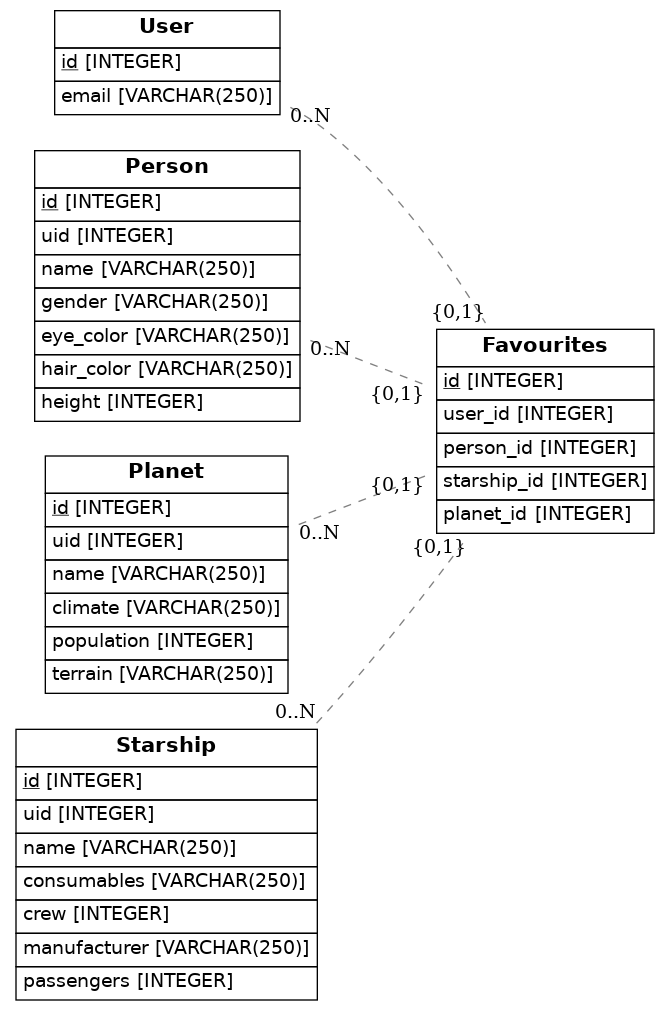 User
id [INTEGER]
email [VARCHAR(250)]
0..N
Person
id [INTEGER]
uid [INTEGER]
name [VARCHAR(250)]
gender [VARCHAR(250)]
eye_color [VARCHAR(250)]
hair_color [VARCHAR(250)]
height [INTEGER]
0..N
{0,1}
{0,1}
Favourites
id [INTEGER]
user_id [INTEGER]
person_id [INTEGER]
starship_id [INTEGER]
planet_id [INTEGER]
{0,1}
{0,1}
Planet
id [INTEGER]
uid [INTEGER]
name [VARCHAR(250)]
climate [VARCHAR(250)]
population [INTEGER]
terrain [VARCHAR(250)]
0..N
0..N
Starship
id [INTEGER]
uid [INTEGER]
name [VARCHAR(250)]
consumables [VARCHAR(250)]
crew [INTEGER]
manufacturer [VARCHAR(250)]
passengers [INTEGER]